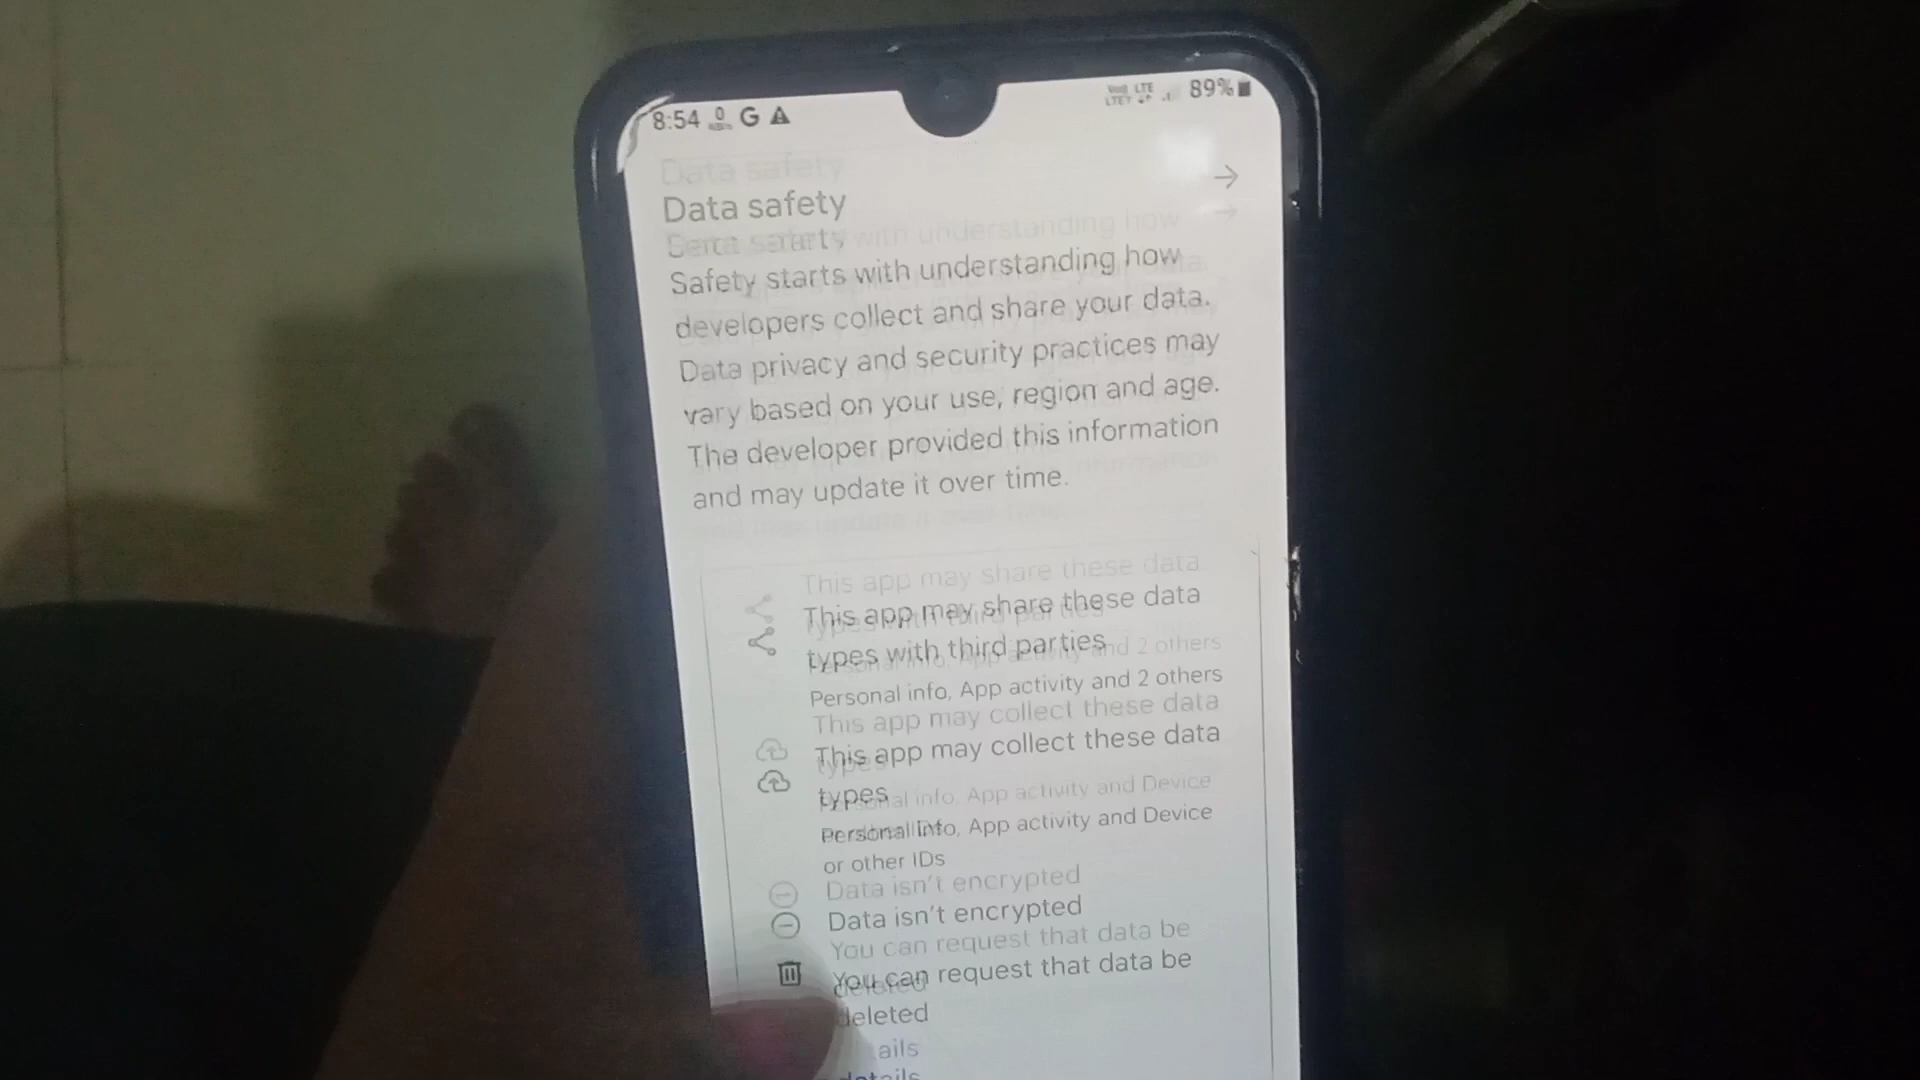 8:54 G
Voll LTE
89%
Data safety
Safety starts with understanding how
developers collect and share your data.
Data privacy and security practices may
vary based on your use, region and age.
The developer provided this information
and may update it over time.
This app may share these data
types with third parties
Personal info, App activity and 2 others
This app may collect these data
types
Personal info, App activity and Device
or other IDs
Data isn't encrypted
You can request that data be
deleted
details